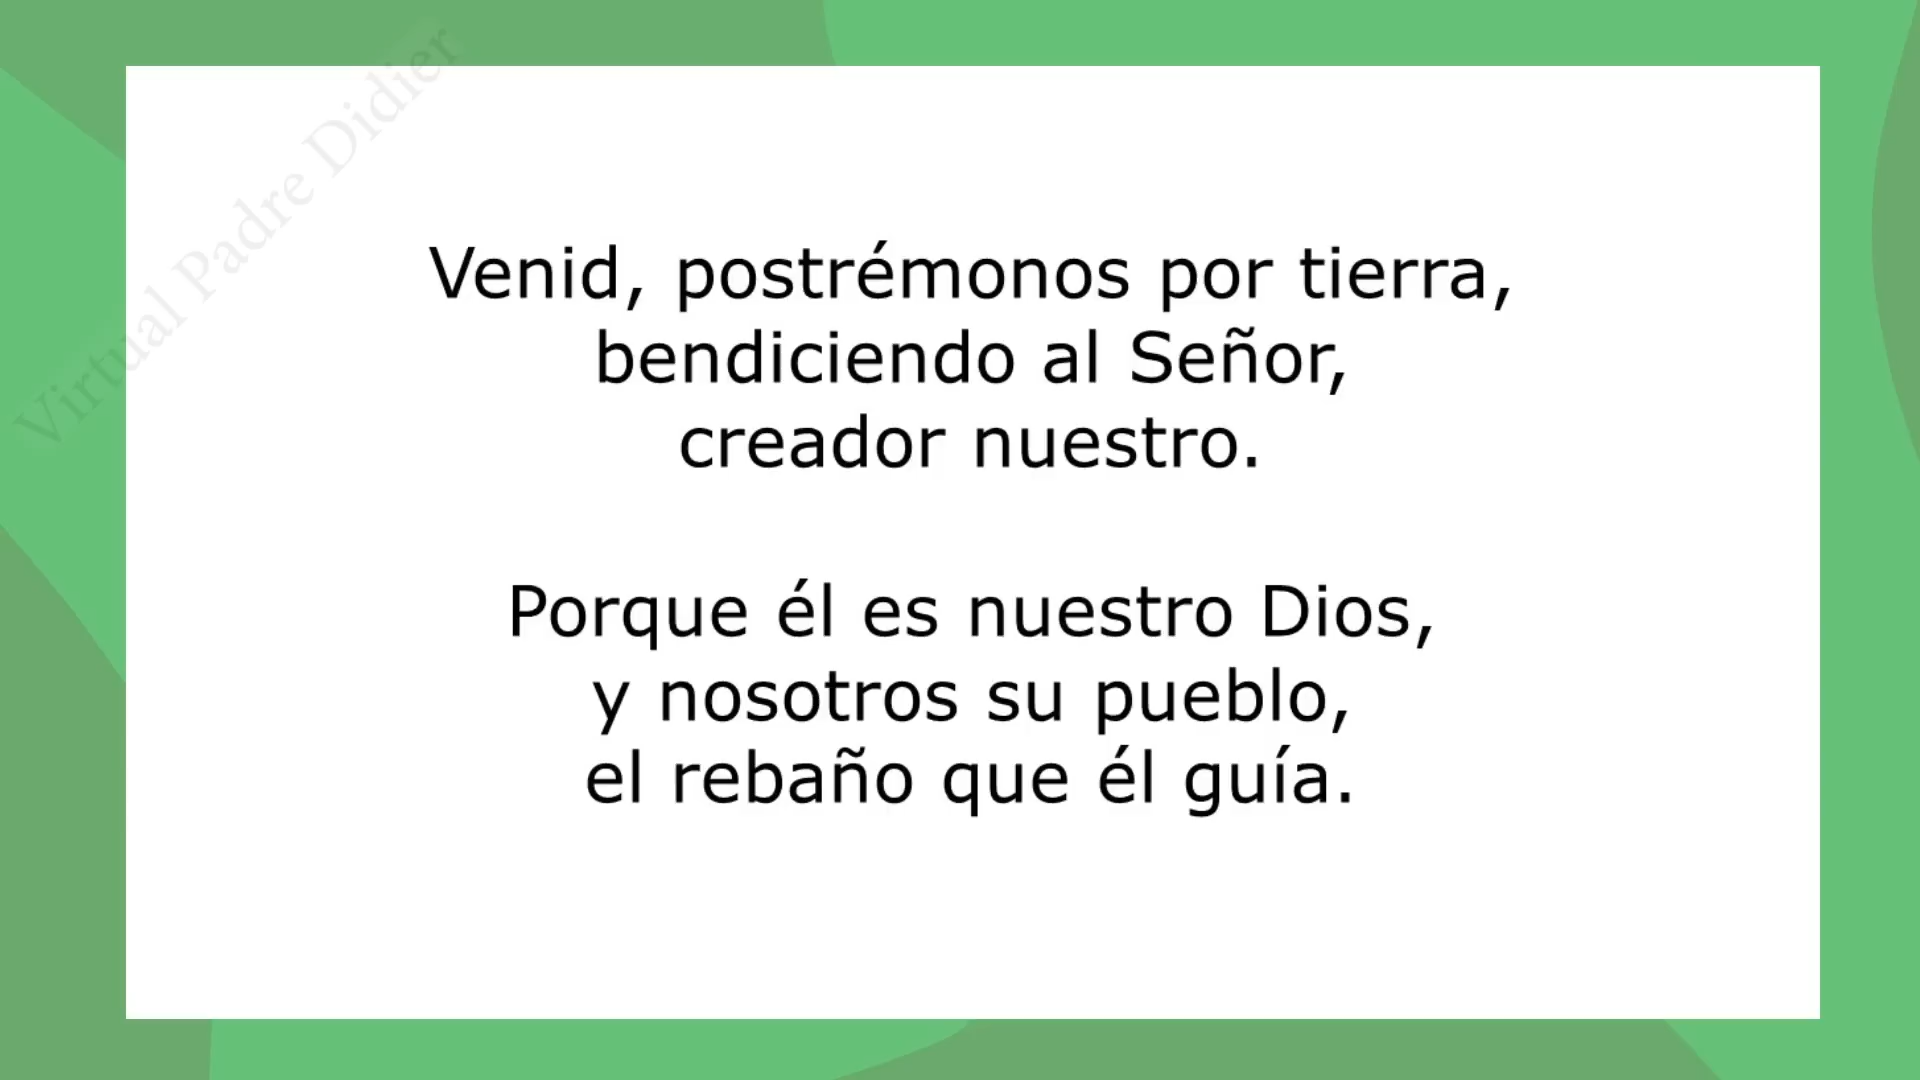 Virtual Padre Didier
Venid, postrémonos por tierra,
bendiciendo al Señor,
creador nuestro.
Porque él es nuestro Dios,
y nosotros su pueblo,
el rebaño que él guía.